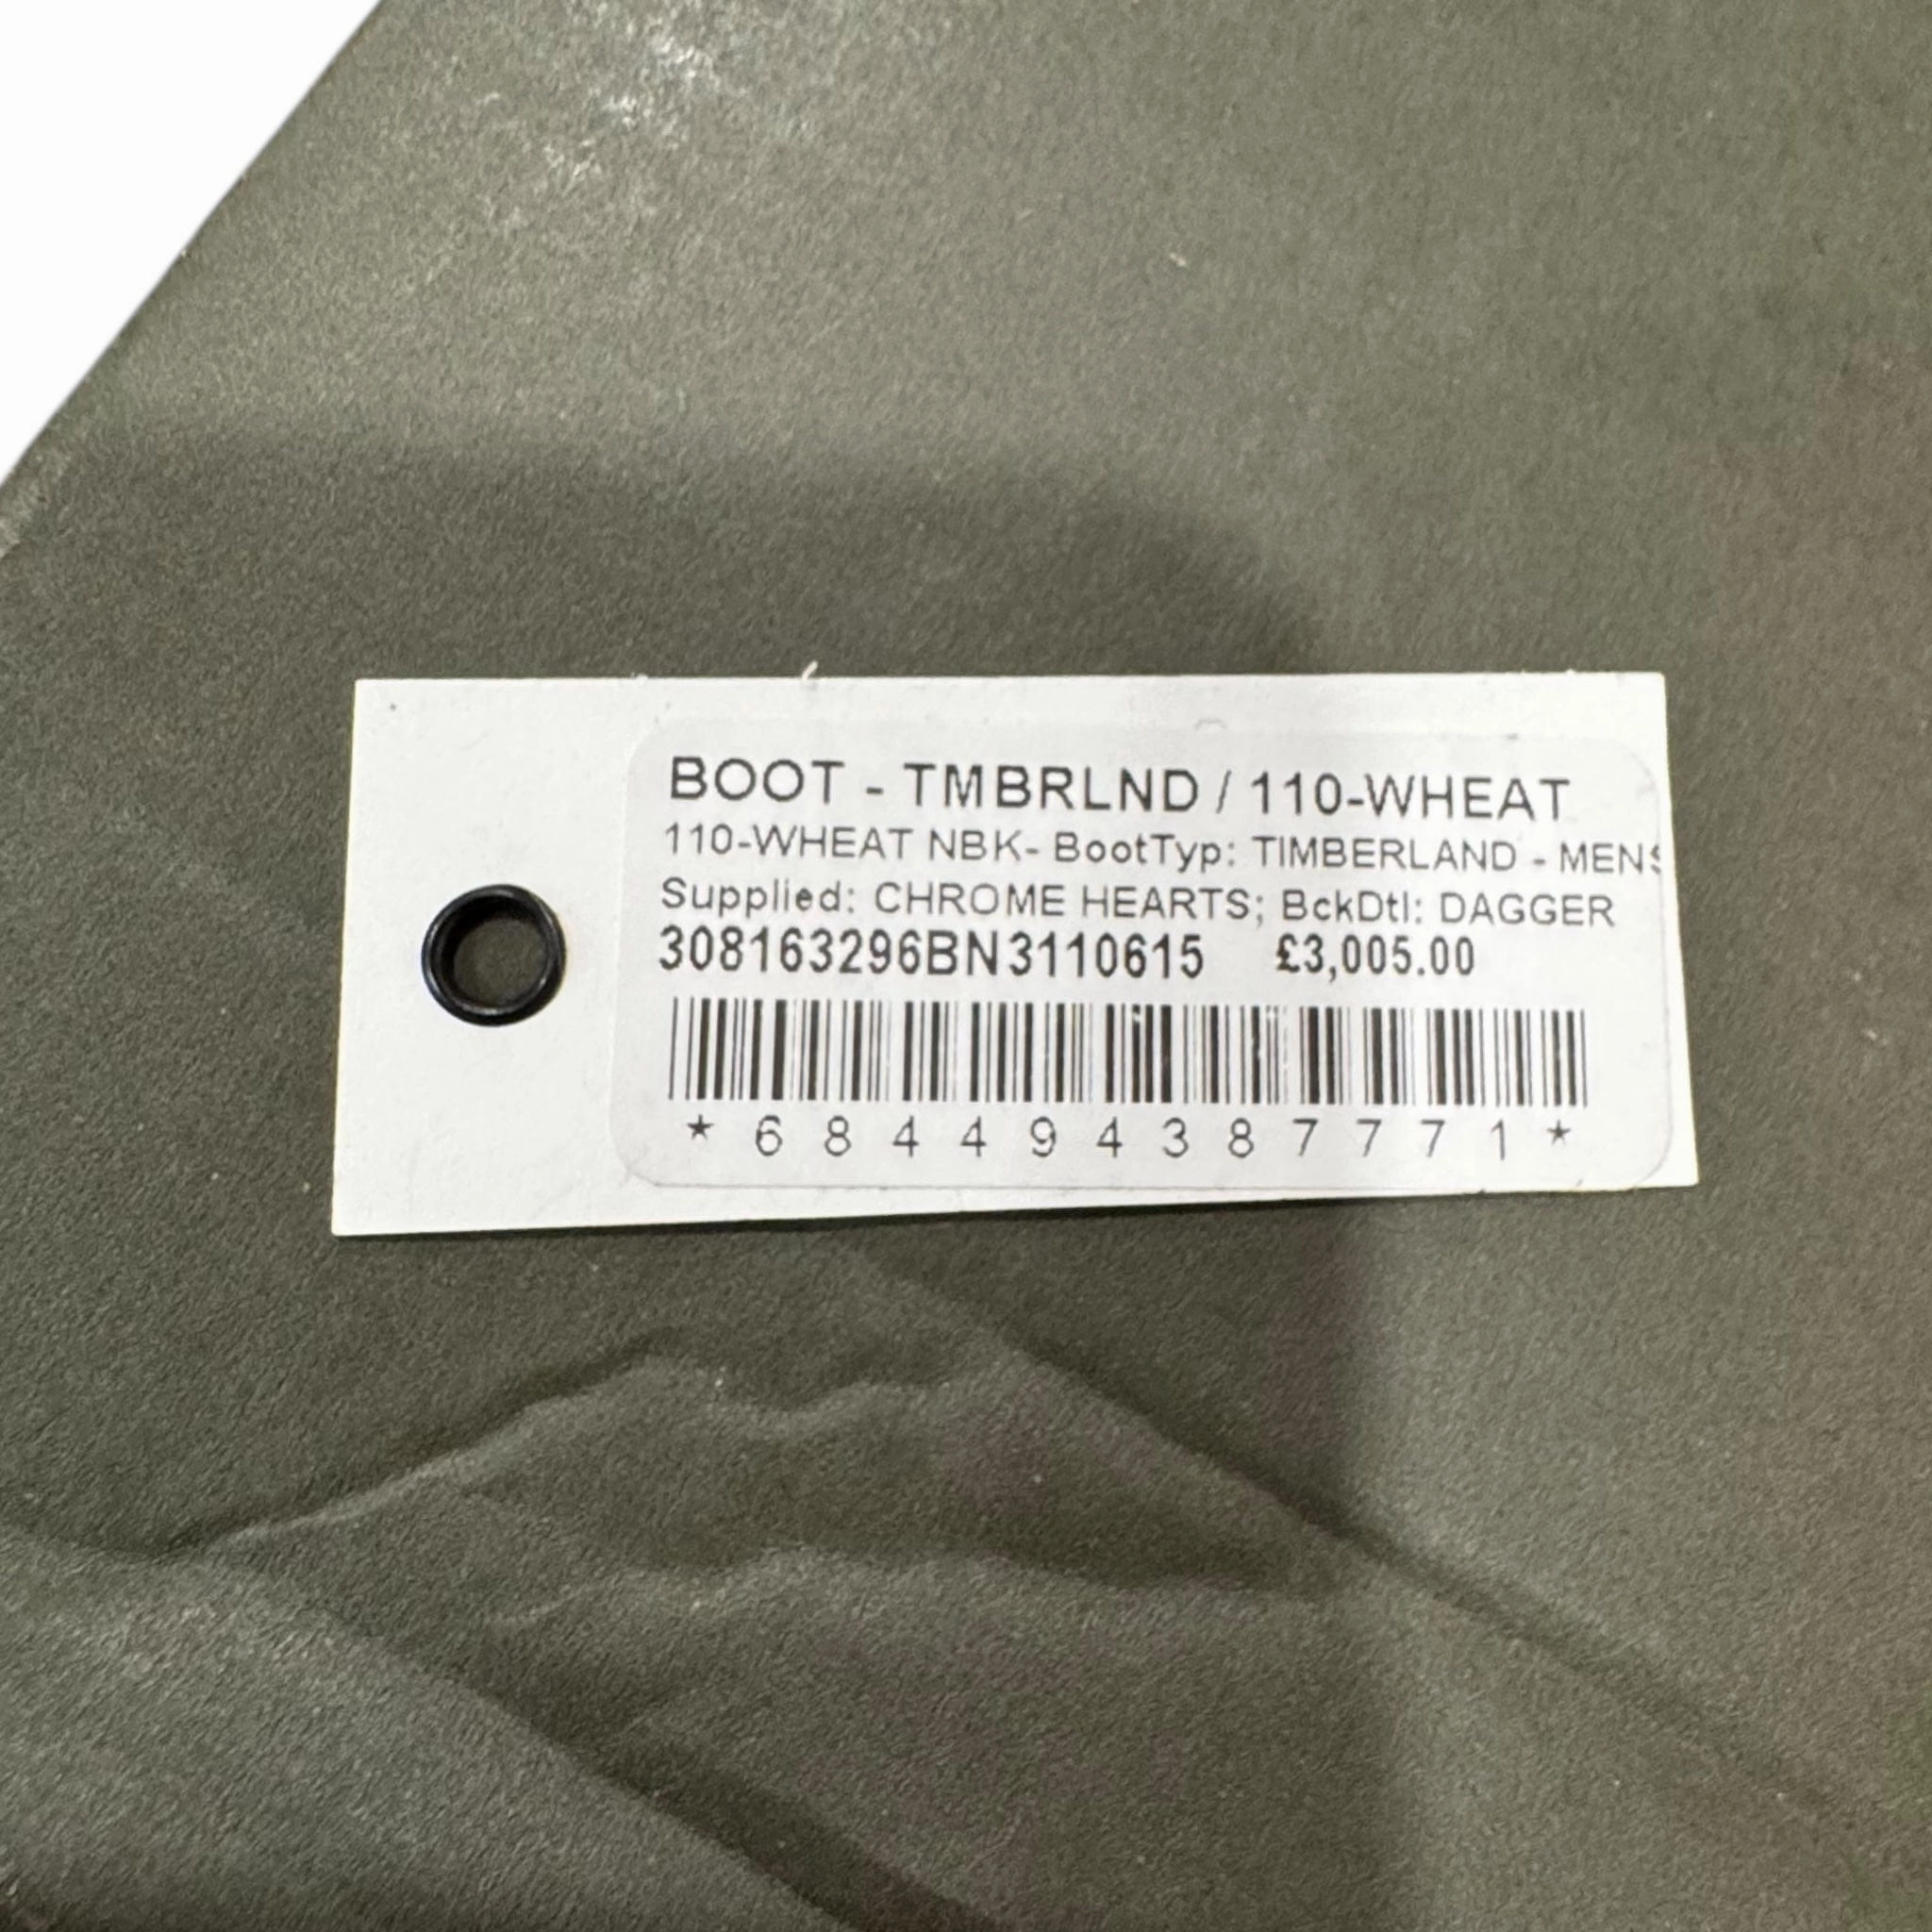 BOOT - TMBRLND / 110-WHEAT
110-WHEAT NBK- BootTyp: TIMBERLAND - MENS
Supplied: CHROME HEARTS; BckDtl: DAGGER
308163296BN3110615 £3,005.00
*684494387771*